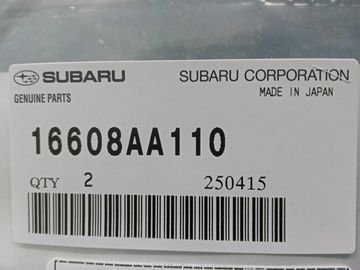 SUBARU SUBARU CORPORATION
GENUINE PARTS MADE IN JAPAN
16608AA110
QTY 2 250415